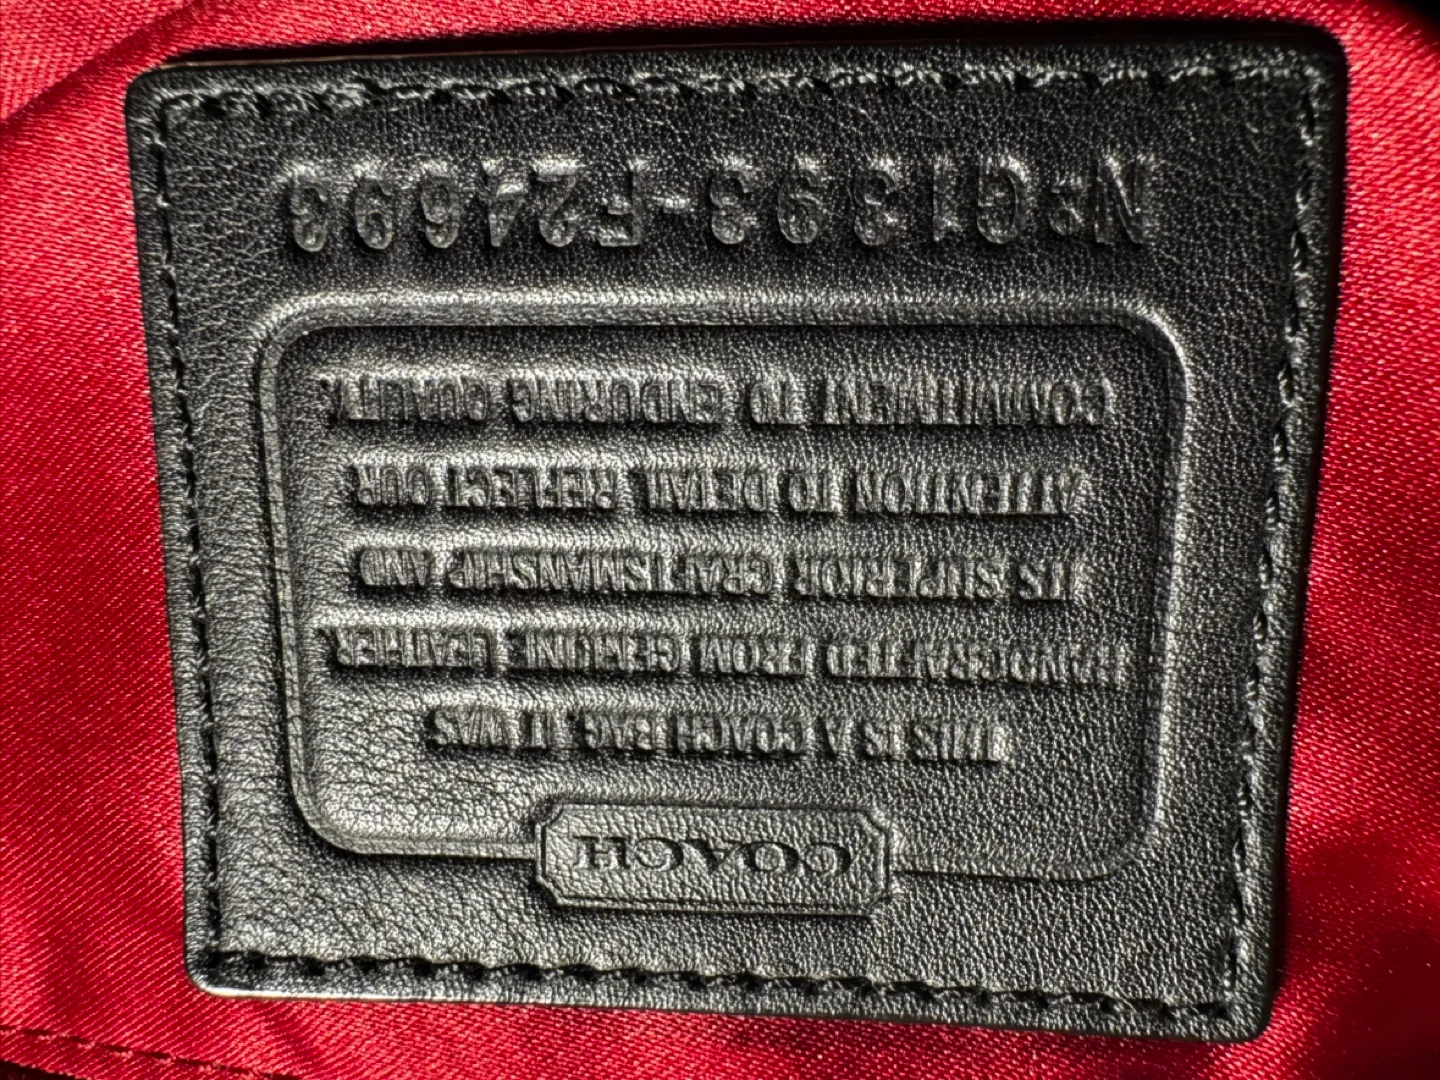 COACH
THIS IS A COACH BAG. IT WAS
HANDCRAFTED FROM GENUINE LEATHER.
ITS SUPERIOR CRAFTSMANSHIP AND
ATTENTION TO DETAIL REFLECT OUR
COMMITMENT TO ENDURING QUALITY.
Nº G1393-F24693